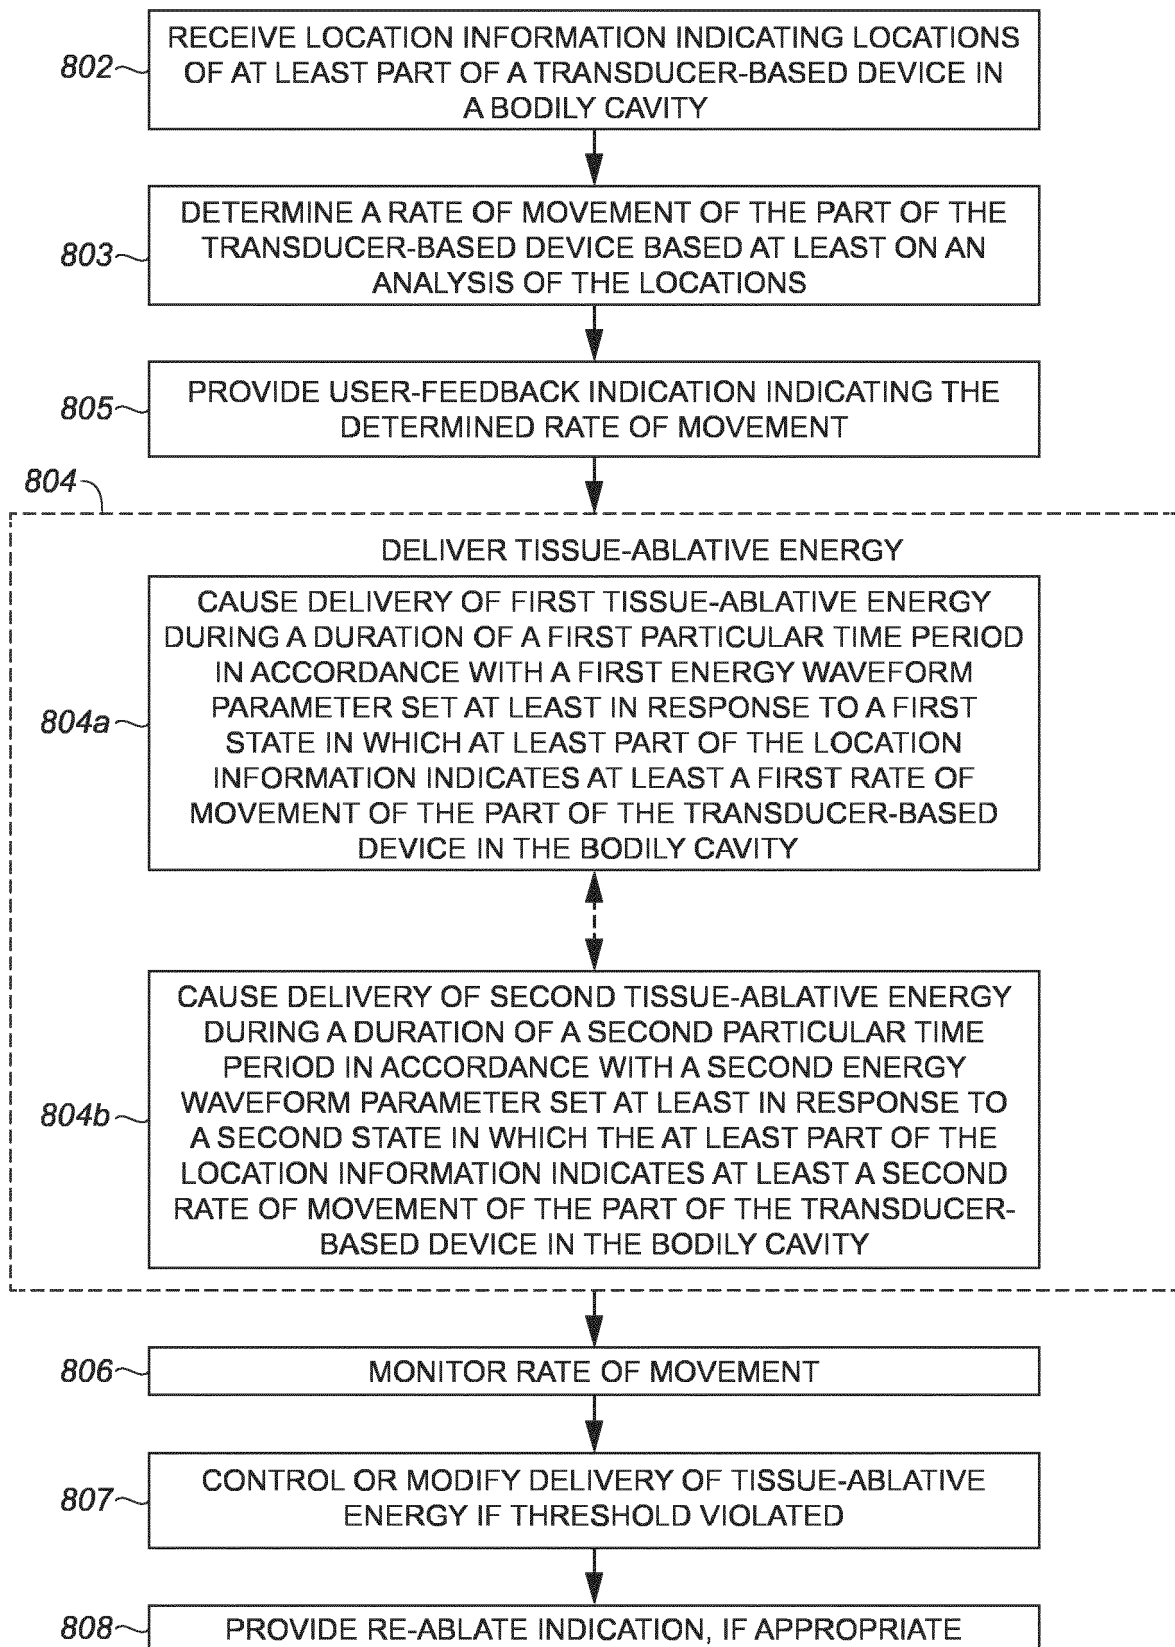 802
RECEIVE LOCATION INFORMATION INDICATING LOCATIONS
OF AT LEAST PART OF A TRANSDUCER-BASED DEVICE IN
A BODILY CAVITY
803
DETERMINE A RATE OF MOVEMENT OF THE PART OF THE
TRANSDUCER-BASED DEVICE BASED AT LEAST ON AN
ANALYSIS OF THE LOCATIONS
805
PROVIDE USER-FEEDBACK INDICATION INDICATING THE
DETERMINED RATE OF MOVEMENT
804
DELIVER TISSUE-ABLATIVE ENERGY
804a
CAUSE DELIVERY OF FIRST TISSUE-ABLATIVE ENERGY
DURING A DURATION OF A FIRST PARTICULAR TIME PERIOD
IN ACCORDANCE WITH A FIRST ENERGY WAVEFORM
PARAMETER SET AT LEAST IN RESPONSE TO A FIRST
STATE IN WHICH AT LEAST PART OF THE LOCATION
INFORMATION INDICATES AT LEAST A FIRST RATE OF
MOVEMENT OF THE PART OF THE TRANSDUCER-BASED
DEVICE IN THE BODILY CAVITY
804b
CAUSE DELIVERY OF SECOND TISSUE-ABLATIVE ENERGY
DURING A DURATION OF A SECOND PARTICULAR TIME
PERIOD IN ACCORDANCE WITH A SECOND ENERGY
WAVEFORM PARAMETER SET AT LEAST IN RESPONSE TO
A SECOND STATE IN WHICH THE AT LEAST PART OF THE
LOCATION INFORMATION INDICATES AT LEAST A SECOND
RATE OF MOVEMENT OF THE PART OF THE TRANSDUCER-
BASED DEVICE IN THE BODILY CAVITY
806
MONITOR RATE OF MOVEMENT
807
CONTROL OR MODIFY DELIVERY OF TISSUE-ABLATIVE
ENERGY IF THRESHOLD VIOLATED
808
PROVIDE RE-ABLATE INDICATION, IF APPROPRIATE